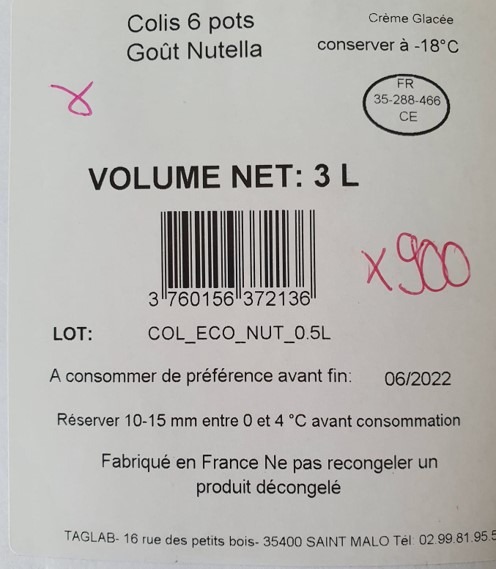 Colis 6 pots
Goût Nutella
Crème Glacée
conserver à -18°C
FR
35-288-466
CE
VOLUME NET: 3 L
3 760156 372136
x900
LOT: COL_ECO_NUT_0.5L
A consommer de préférence avant fin: 06/2022
Réserver 10-15 mm entre 0 et 4 °C avant consommation
Fabriqué en France Ne pas recongeler un
produit décongelé
TAGLAB- 16 rue des petits bois- 35400 SAINT MALO Tél: 02.99.81.95.5